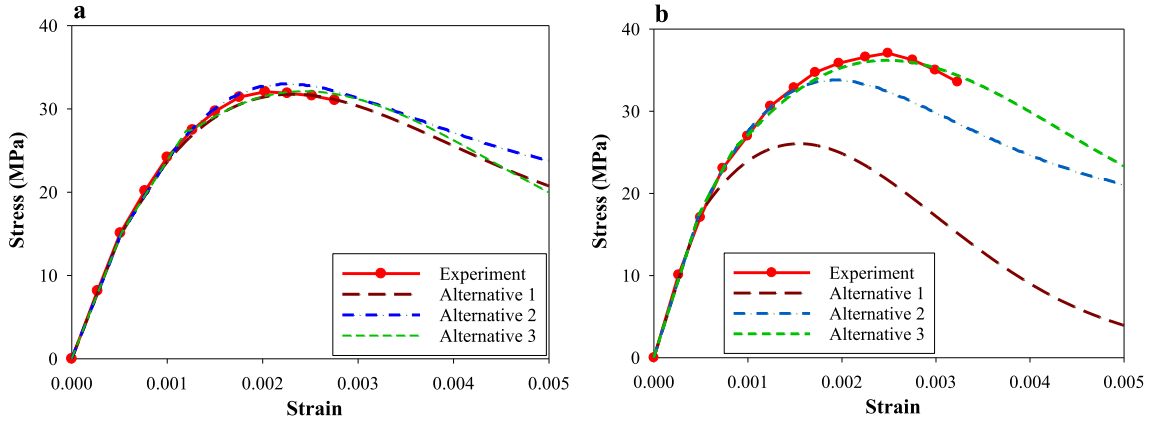 a
40
30
20
10
0
Stress (MPa)
0.000
0.001
0.002
0.003
0.004
0.005
Strain
Experiment
Alternative 1
Alternative 2
Alternative 3
b
40
30
20
10
0
Stress (MPa)
0.000
0.001
0.002
0.003
0.004
0.005
Strain
Experiment
Alternative 1
Alternative 2
Alternative 3